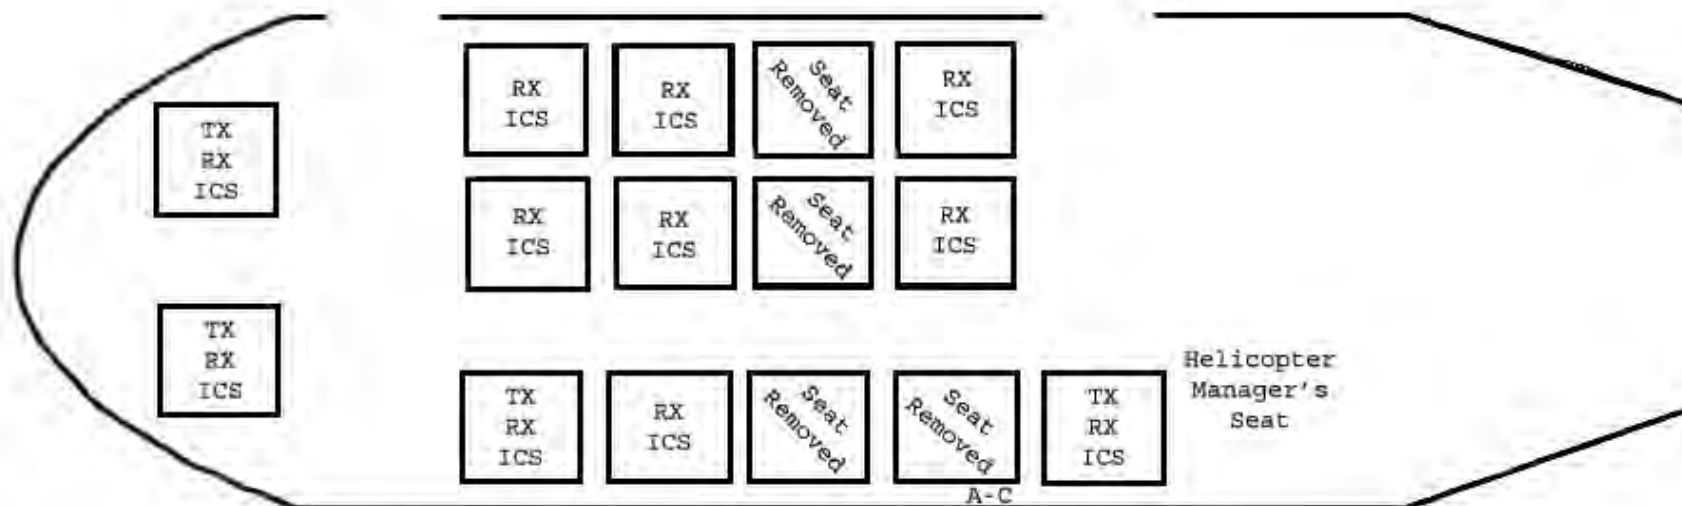 TX
RX
ICS
TX
RX
ICS
RX
ICS
RX
ICS
Seat
Removed
RX
ICS
RX
ICS
RX
ICS
Seat
Removed
RX
ICS
TX
RX
ICS
RX
ICS
Seat
Removed
Seat
Removed
A-C
TX
RX
ICS
Helicopter
Manager's
Seat